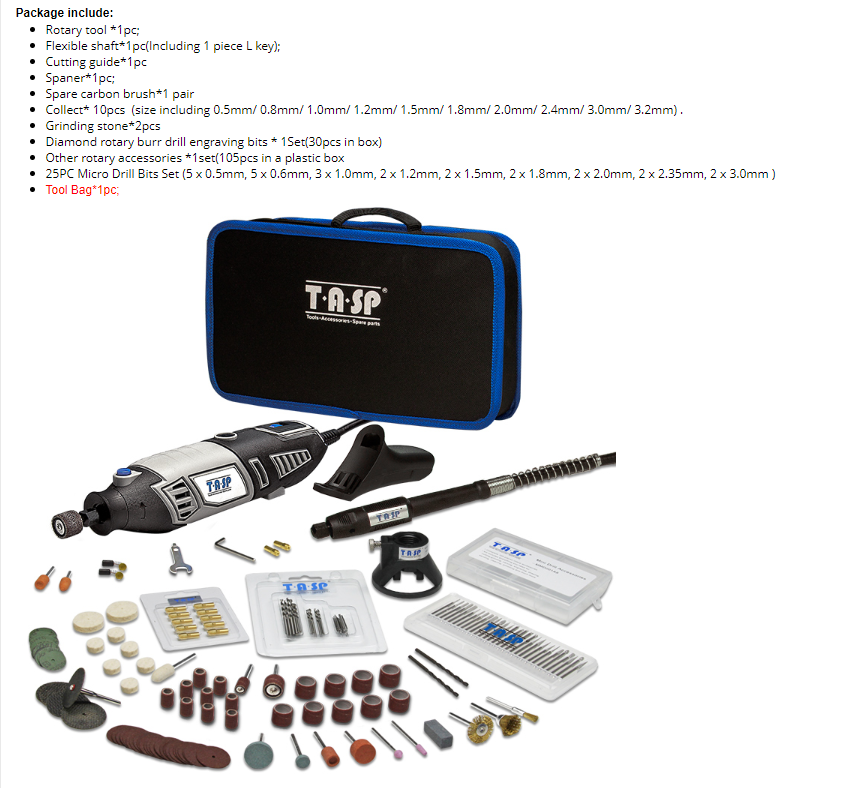 Package include:
Rotary tool *1pc;
Flexible shaft*1pc(Including 1 piece L key);
Cutting guide*1pc
Spaner*1pc;
Spare carbon brush*1 pair
Collect* 10pcs (size including 0.5mm/ 0.8mm/ 1.0mm/ 1.2mm/ 1.5mm/ 1.8mm/ 2.0mm/ 2.4mm/ 3.0mm/ 3.2mm) .
Grinding stone*2pcs
Diamond rotary burr drill engraving bits * 1Set(30pcs in box)
Other rotary accessories *1set(105pcs in a plastic box
25PC Micro Drill Bits Set (5 x 0.5mm, 5 x 0.6mm, 3 x 1.0mm, 2 x 1.2mm, 2 x 1.5mm, 2 x 1.8mm, 2 x 2.0mm, 2 x 2.35mm, 2 x 3.0mm )
Tool Bag*1pc;
T·A·SP®
Tools-Accessories-Spare parts
T·A·SP
TASP
TASP
TASP
TASP
TASP